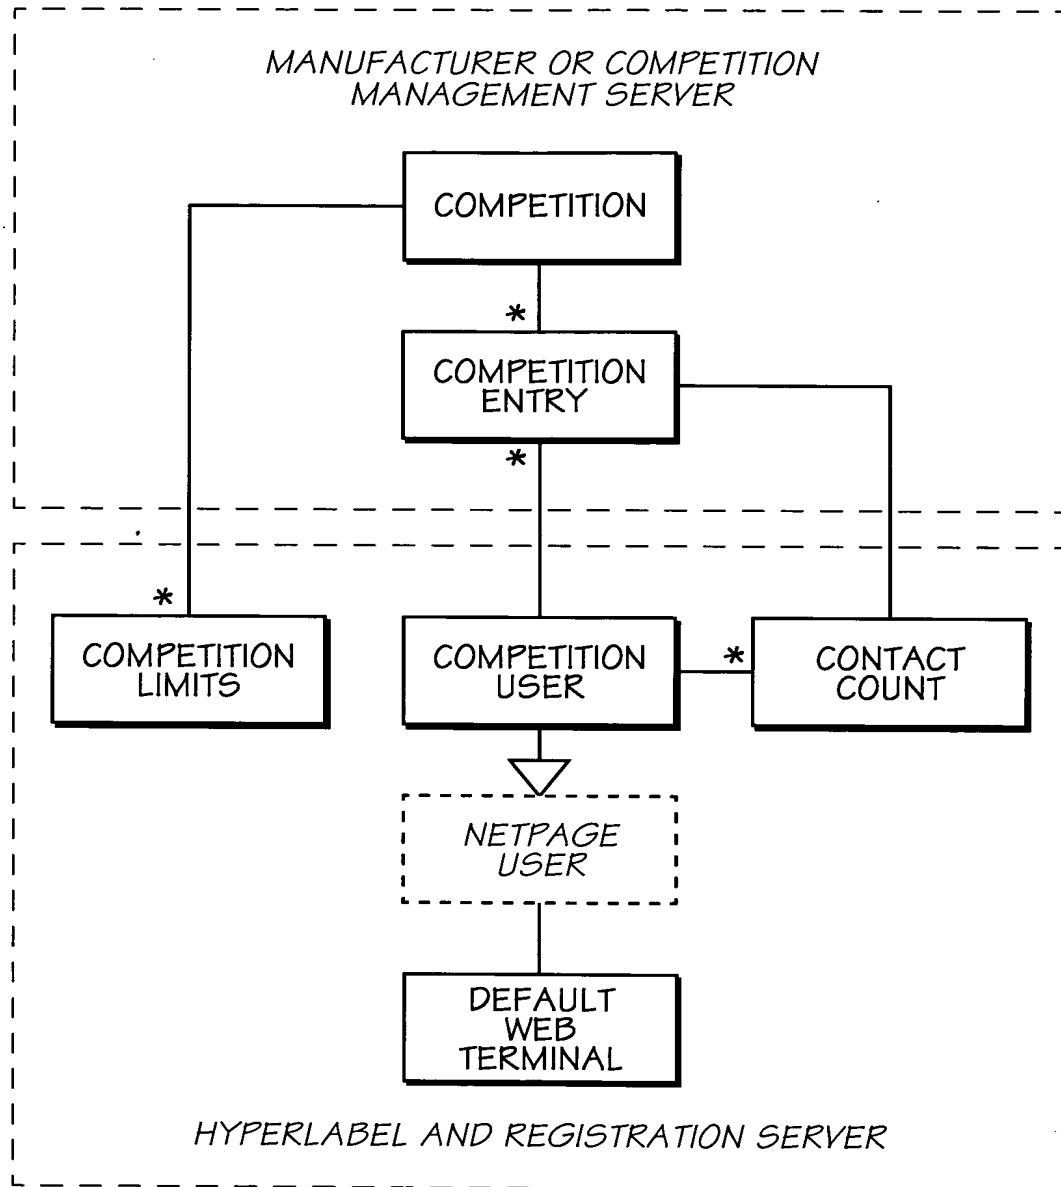 MANUFACTURER OR COMPETITION
MANAGEMENT SERVER
COMPETITION
*
COMPETITION
ENTRY
*
*
COMPETITION
LIMITS
COMPETITION
USER
*
CONTACT
COUNT
NETPAGE
USER
DEFAULT
WEB
TERMINAL
HYPERLABEL AND REGISTRATION SERVER